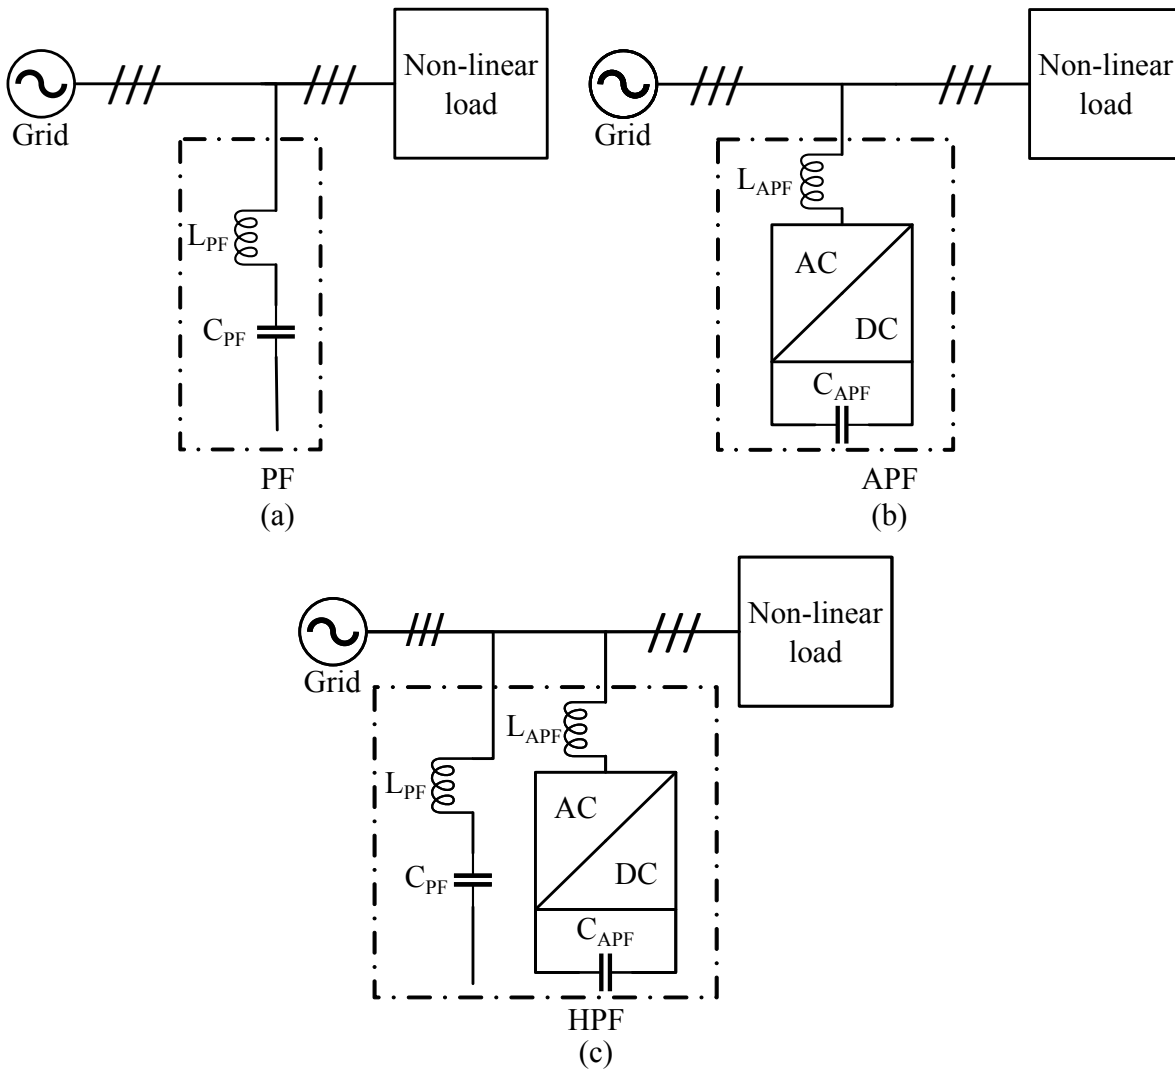 Non-linear
load
Grid
L_PF
C_PF
PF
(a)
Non-linear
load
Grid
L_APF
AC
DC
C_APF
APF
(b)
Non-linear
load
Grid
L_APF
L_PF
AC
DC
C_PF
C_APF
HPF
(c)